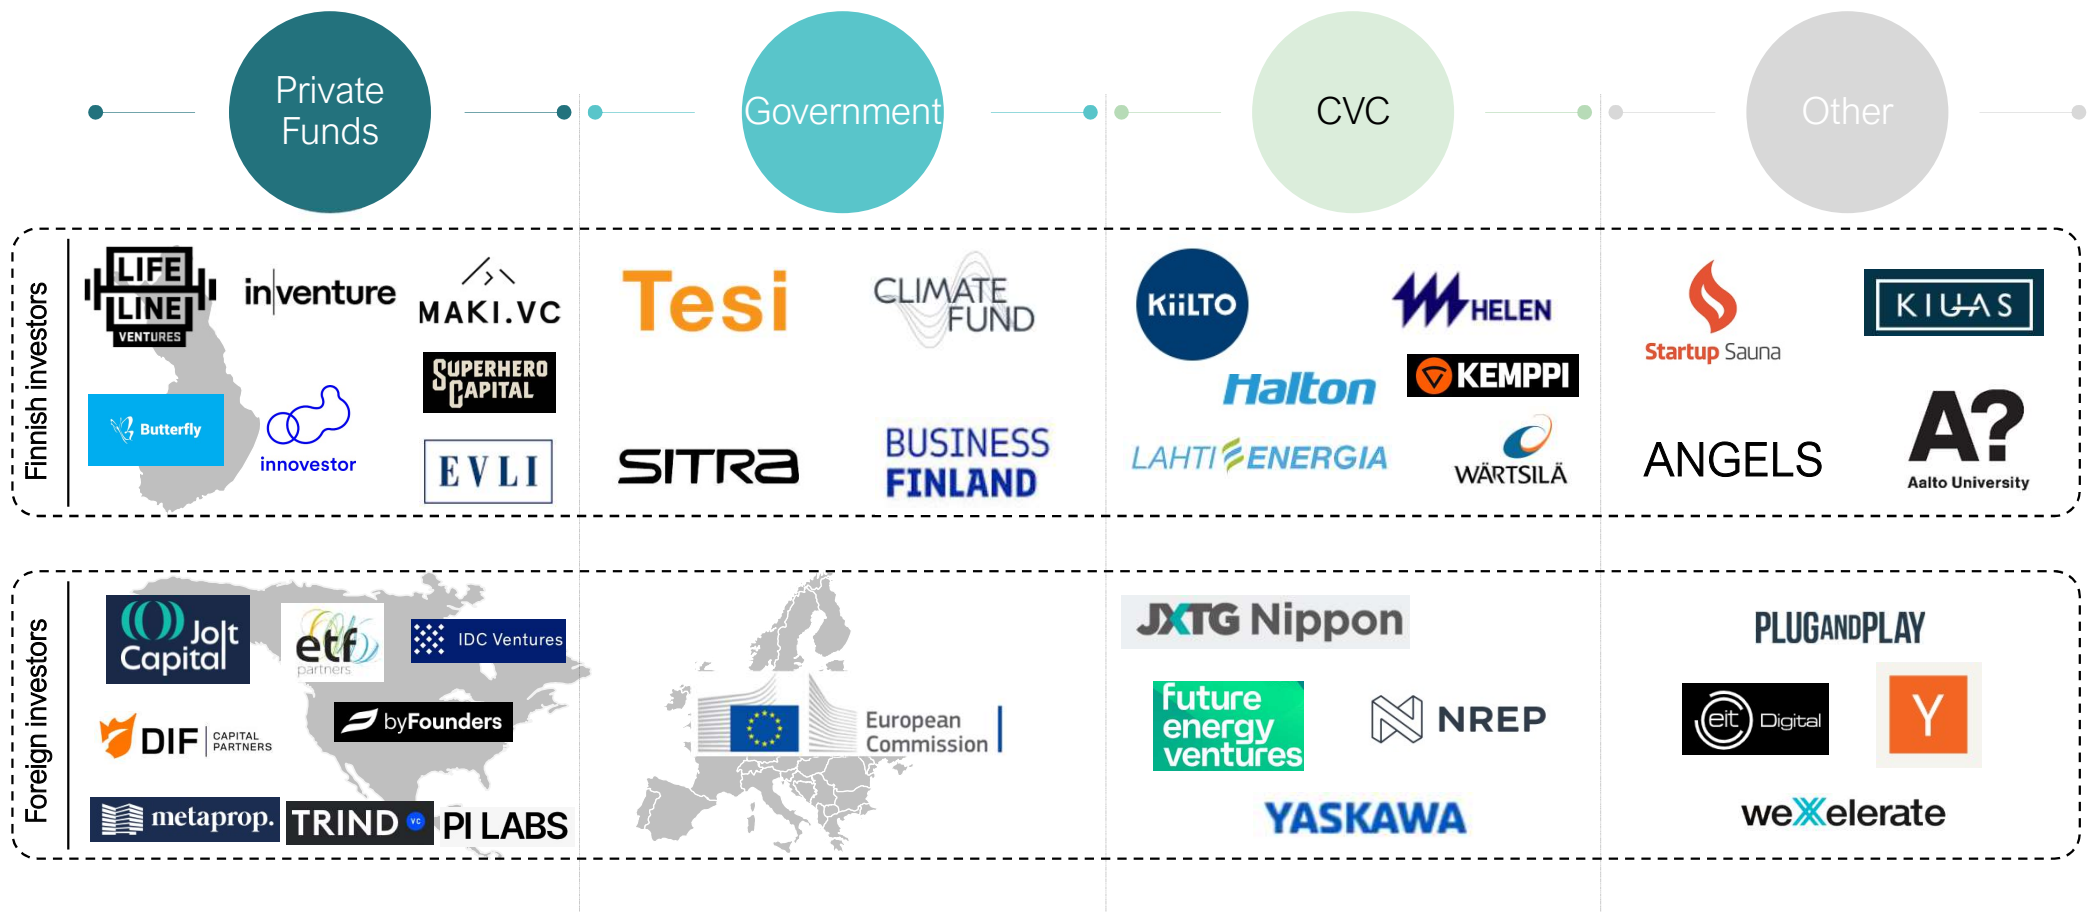 Private
Funds
Government
CVC
Other
Finnish investors
LIFE
LINE
VENTURES
in|venture
MAKI.VC
SUPERHERO
CAPITAL
Butterfly
innovestor
EVLI
Tesi
CLIMATE
FUND
SITRA
BUSINESS
FINLAND
KiiLTO
HELEN
Halton
KEMPPI
LAHTI ENERGIA
WÄRTSILÄ
Startup Sauna
KIUAS
ANGELS
A?
Aalto University
Foreign investors
Jolt
Capital
etf
partners
IDC Ventures
DIF
CAPITAL
PARTNERS
byFounders
metaprop.
TRIND VC
PI LABS
European
Commission
JXTG Nippon
future
energy
ventures
NREP
YASKAWA
PLUGANDPLAY
eit Digital
Y
weXelerate